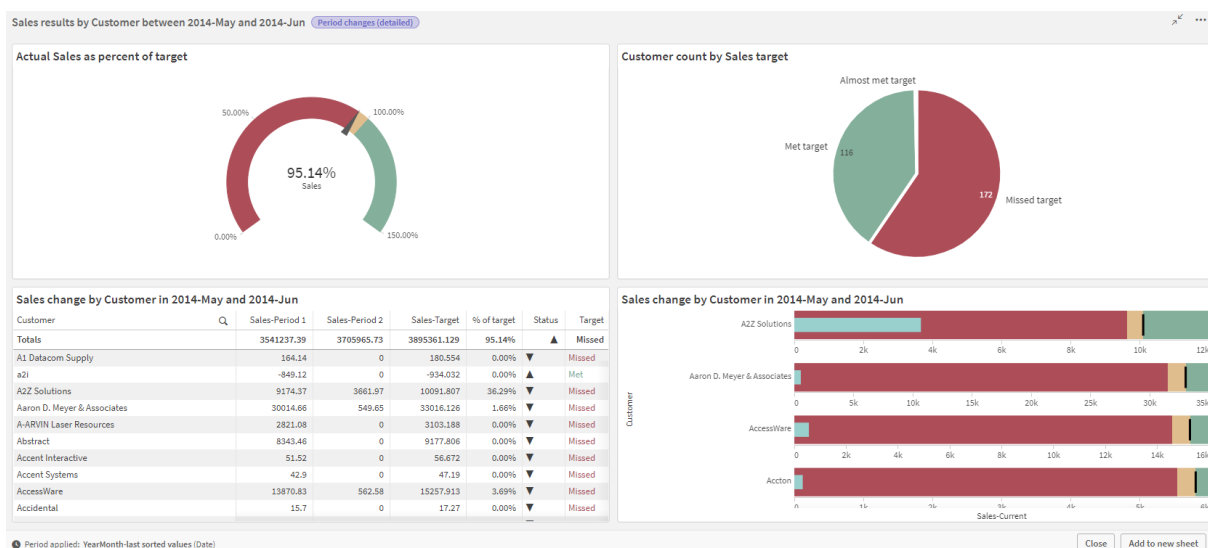 Sales results by Customer between 2014-May and 2014-Jun Period changes (detailed)
Actual Sales as percent of target
50.00%
100.00%
95.14%
Sales
0.00%
150.00%
Customer count by Sales target
Almost met target
Met target
116
172
Missed target
Sales change by Customer in 2014-May and 2014-Jun
Customer Sales-Period 1 Sales-Period 2 Sales-Target % of target Status Target
Totals 3541237.39 3705965.73 3895361.129 95.14% ▲ Missed
A1 Datacom Supply 164.14 0 180.554 0.00% ▼ Missed
a2i -849.12 0 -934.032 0.00% ▲ Met
A2Z Solutions 9174.37 3661.97 10091.807 36.29% ▼ Missed
Aaron D. Meyer & Associates 30014.66 549.65 33016.126 1.66% ▼ Missed
A-ARVIN Laser Resources 2821.08 0 3103.188 0.00% ▼ Missed
Abstract 8343.46 0 9177.806 0.00% ▼ Missed
Accent Interactive 51.52 0 56.672 0.00% ▼ Missed
Accent Systems 42.9 0 47.19 0.00% ▼ Missed
AccessWare 13870.83 562.58 15257.913 3.69% ▼ Missed
Accidental 15.7 0 17.27 0.00% ▼ Missed
Sales change by Customer in 2014-May and 2014-Jun
Customer
A2Z Solutions
0 2k 4k 6k 8k 10k 12k
Aaron D. Meyer & Associates
0 5k 10k 15k 20k 25k 30k 35k
AccessWare
0 2k 4k 6k 8k 10k 12k 14k 16k
Accton
0 1k 2k 3k 4k 5k 6k
Sales-Current
Period applied: YearMonth-last sorted values (Date)
Close Add to new sheet